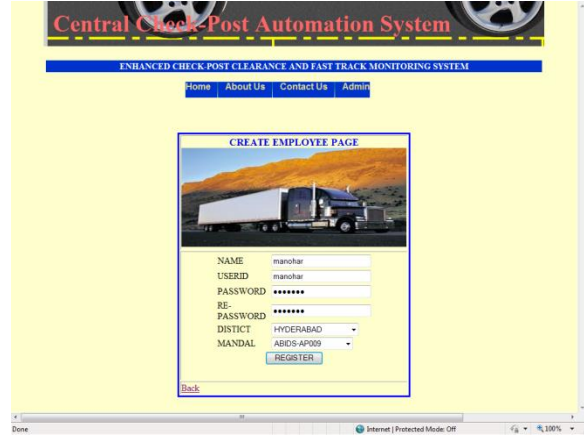 Central Check-Post Automation System
ENHANCED CHECK-POST CLEARANCE AND FAST TRACK MONITORING SYSTEM
Home About Us Contact Us Admin
CREATE EMPLOYEE PAGE
NAME manohar
USERID manohar
PASSWORD •••••••
RE-
PASSWORD •••••••
DISTICT HYDERABAD
MANDAL ABIDS-AP009
REGISTER
Back
Done Internet | Protected Mode: Off 100%